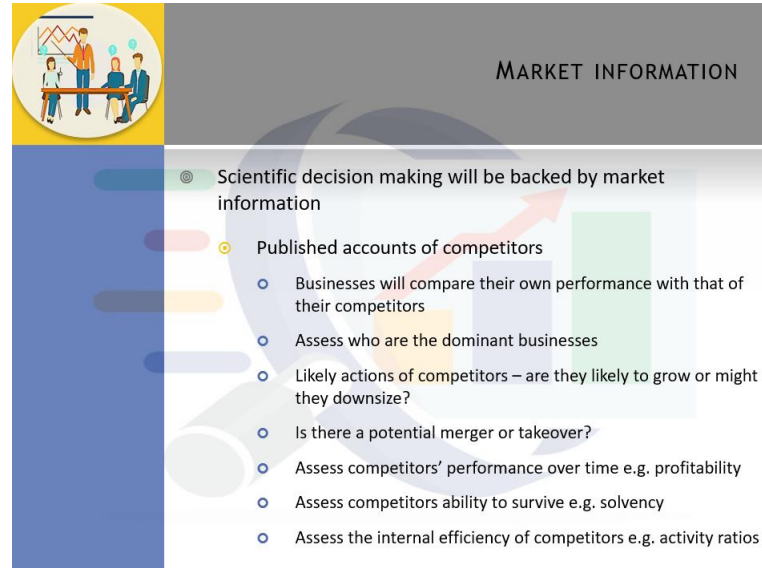 MARKET INFORMATION
Scientific decision making will be backed by market
information
Published accounts of competitors
Businesses will compare their own performance with that of
their competitors
Assess who are the dominant businesses
Likely actions of competitors – are they likely to grow or might
they downsize?
Is there a potential merger or takeover?
Assess competitors’ performance over time e.g. profitability
Assess competitors ability to survive e.g. solvency
Assess the internal efficiency of competitors e.g. activity ratios